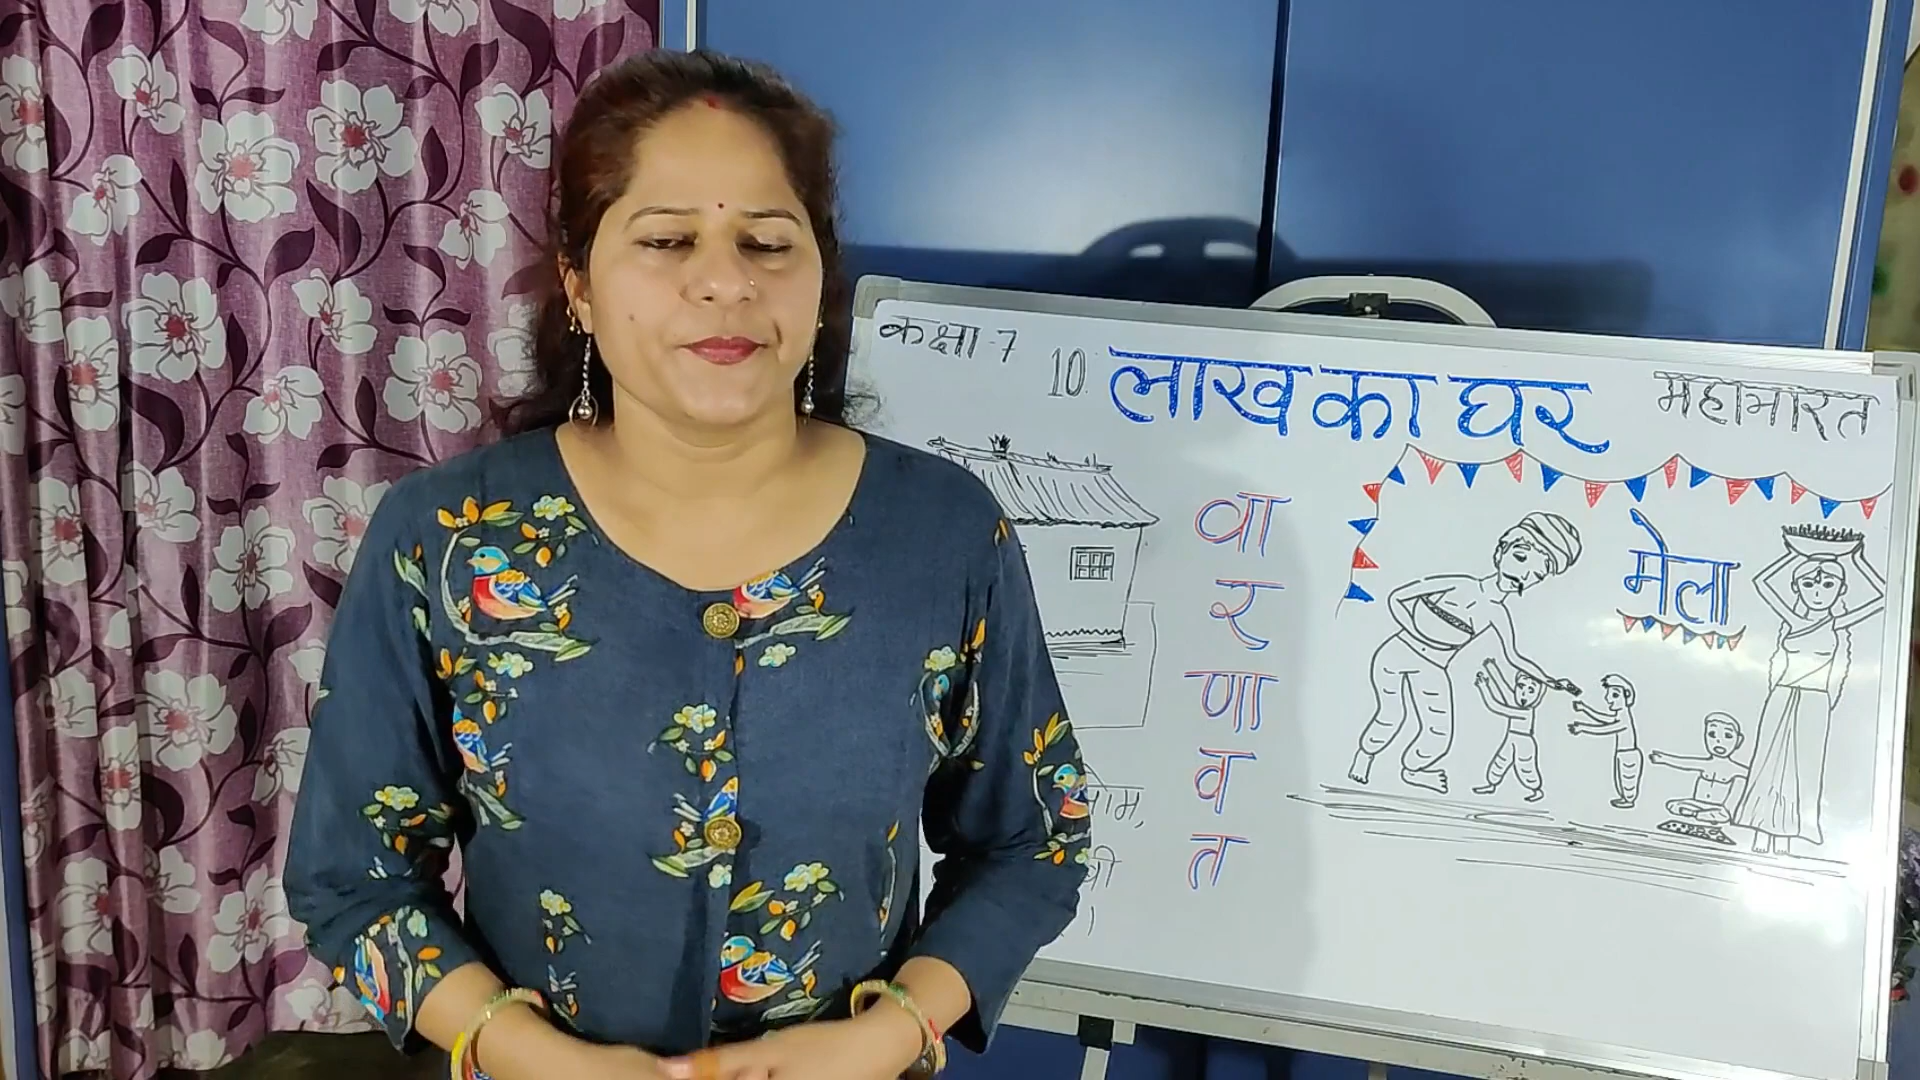 कक्षा-7
10. लाख का घर
महाभारत
मेला
वा
र
णा
व
त